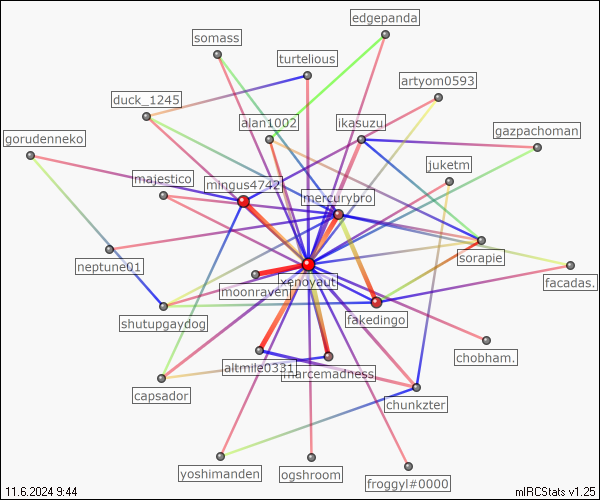 edgepanda
somass
turtelious
artyom0593
duck_1245
alan1002
ikasuzu
gazpachoman
gorudenneko
juketm
majestico
mingus4742
mercurybro
sorapie
neptune01
xenoyaut
moonraven
facadas.
shutupgaydog
fakedingo
chobham.
altmile0331
marcemadness
capsador
chunkzter
yoshimanden
ogshroom
froggyl#0000
11.6.2024 9:44
mIRCStats v1.25